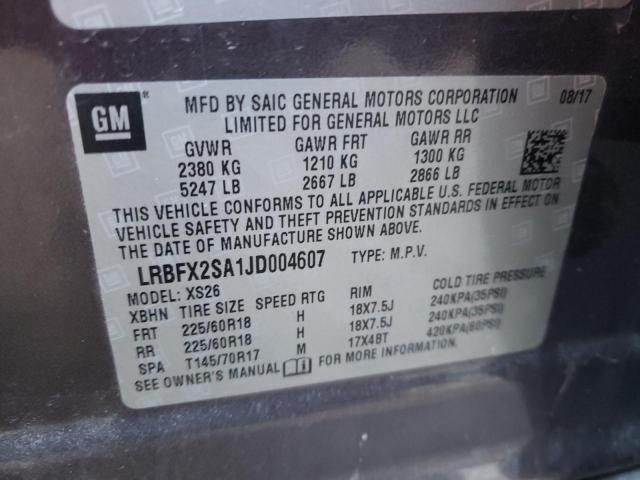 GM ® MFD BY SAIC GENERAL MOTORS CORPORATION 08/17
LIMITED FOR GENERAL MOTORS LLC
GVWR GAWR FRT GAWR RR
2380 KG 1210 KG 1300 KG
5247 LB 2667 LB 2866 LB
THIS VEHICLE CONFORMS TO ALL APPLICABLE U.S. FEDERAL MOTOR
VEHICLE SAFETY AND THEFT PREVENTION STANDARDS IN EFFECT ON
THE DATE OF MANUFACTURE SHOWN ABOVE.
LRBFX2SA1JD004607 TYPE: M.P.V.
MODEL: XS26
XBHN TIRE SIZE SPEED RTG RIM COLD TIRE PRESSURE
FRT 225/60R18 H 18X7.5J 240KPA(35PSI)
RR 225/60R18 H 18X7.5J 240KPA(35PSI)
SPA T145/70R17 M 17X4BT 420KPA(60PSI)
SEE OWNER'S MANUAL FOR MORE INFORMATION.